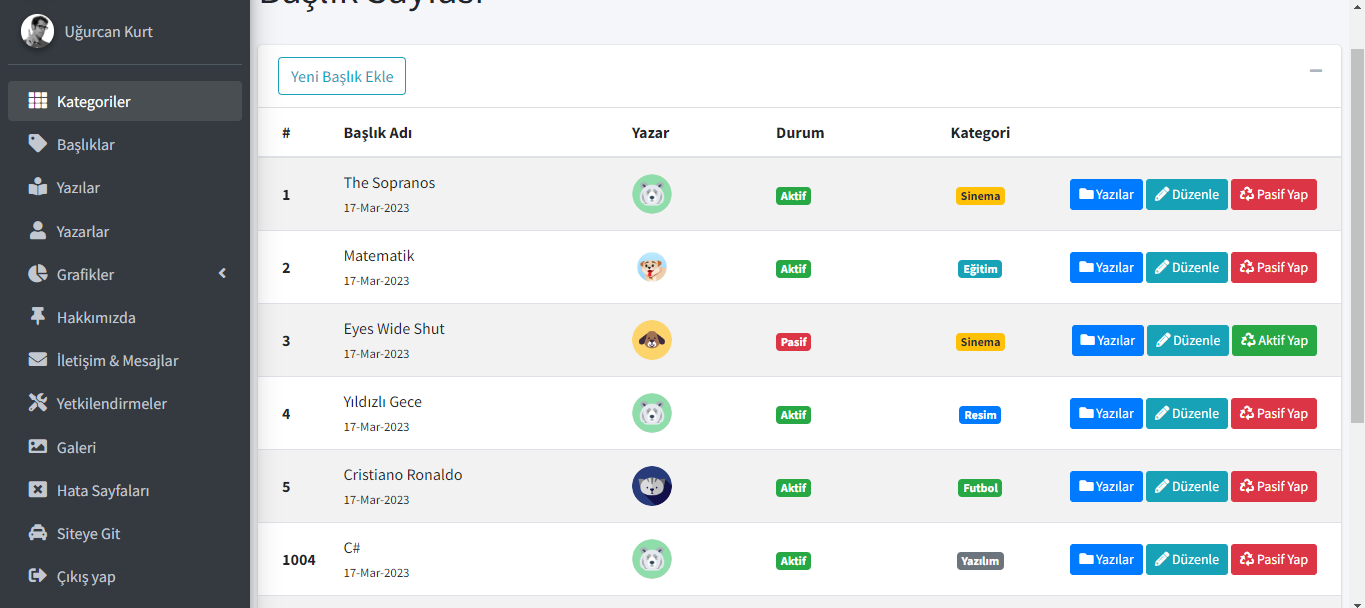 Başlık Sayfası
Uğurcan Kurt
Kategoriler
Başlıklar
Yazılar
Yazarlar
Grafikler
Hakkımızda
İletişim & Mesajlar
Yetkilendirmeler
Galeri
Hata Sayfaları
Siteye Git
Çıkış yap
Yeni Başlık Ekle
# Başlık Adı Yazar Durum Kategori
1 The Sopranos Aktif Sinema Yazılar Düzenle Pasif Yap
17-Mar-2023
2 Matematik Aktif Eğitim Yazılar Düzenle Pasif Yap
17-Mar-2023
3 Eyes Wide Shut Pasif Sinema Yazılar Düzenle Aktif Yap
17-Mar-2023
4 Yıldızlı Gece Aktif Resim Yazılar Düzenle Pasif Yap
17-Mar-2023
5 Cristiano Ronaldo Aktif Futbol Yazılar Düzenle Pasif Yap
17-Mar-2023
1004 C# Aktif Yazılım Yazılar Düzenle Pasif Yap
17-Mar-2023